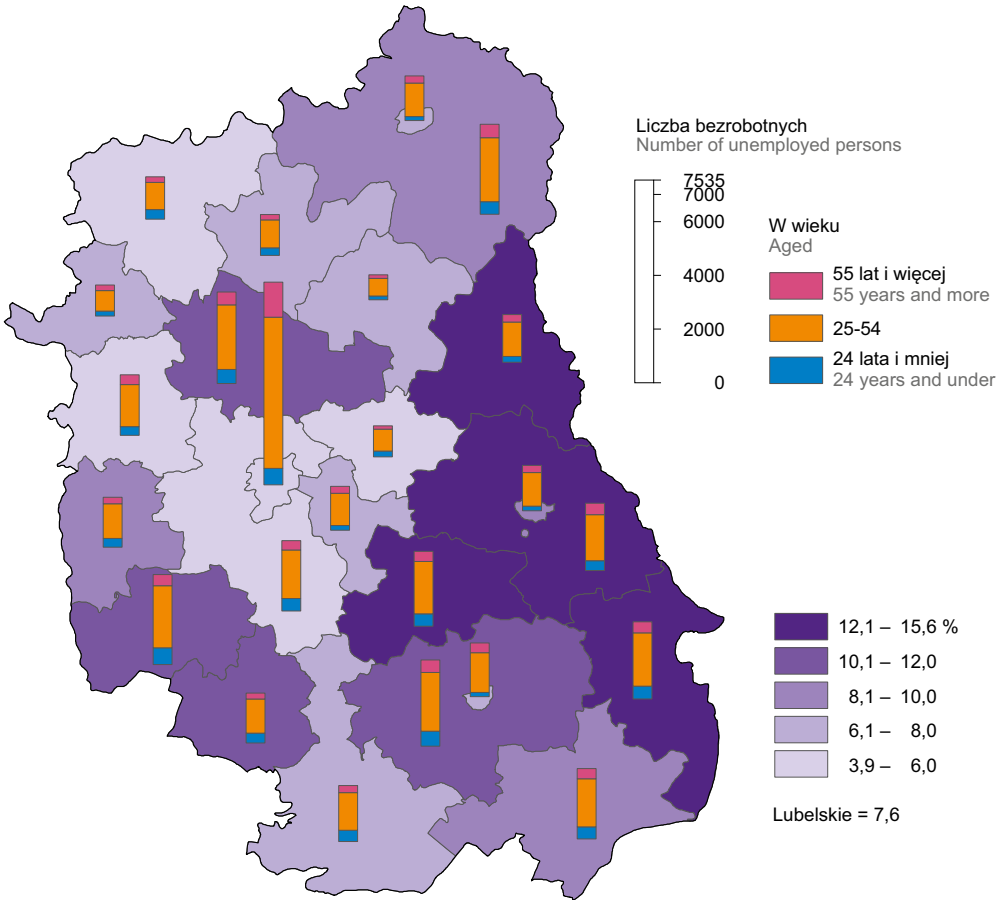 Liczba bezrobotnych
Number of unemployed persons
7535
7000
6000
4000
2000
0
W wieku
Aged
55 lat i więcej
55 years and more
25-54
24 lata i mniej
24 years and under
12,1 – 15,6 %
10,1 – 12,0
8,1 – 10,0
6,1 – 8,0
3,9 – 6,0
Lubelskie = 7,6